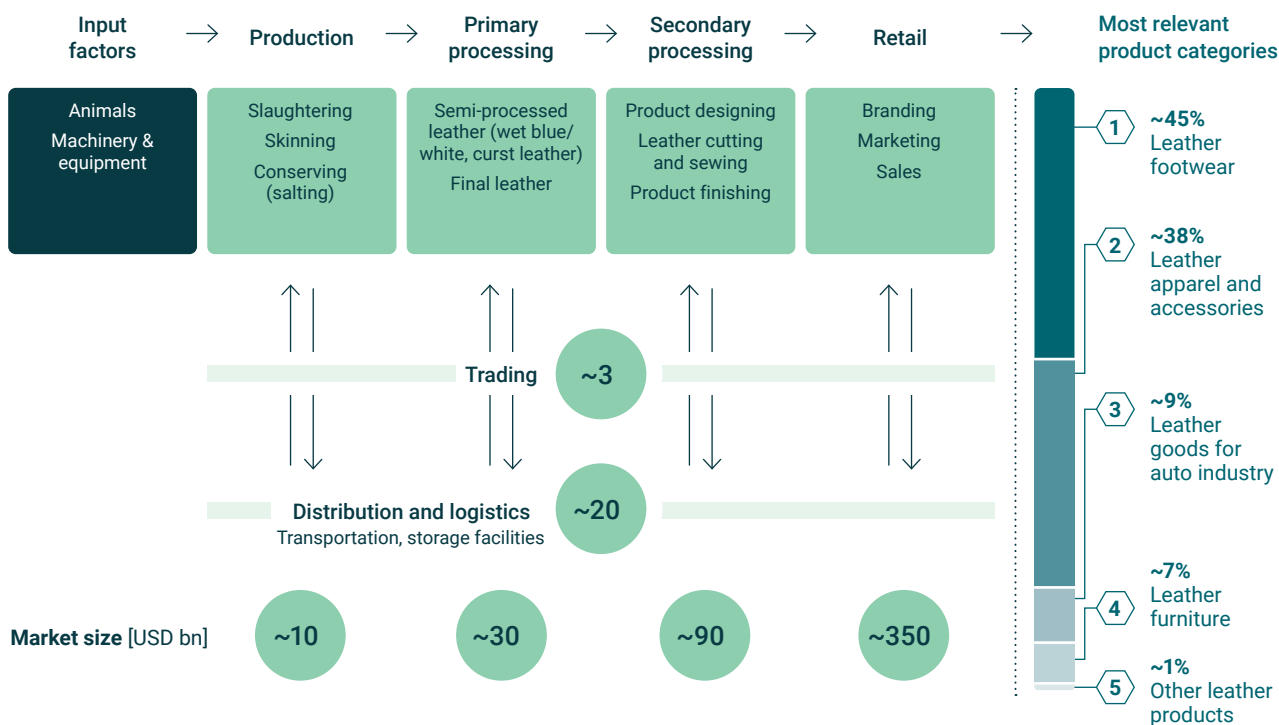 Input
factors
Production
Primary
processing
Secondary
processing
Retail
Most relevant
product categories
Animals
Machinery &
equipment
Slaughtering
Skinning
Conserving
(salting)
Semi-processed
leather (wet blue/
white, curst leather)
Final leather
Product designing
Leather cutting
and sewing
Product finishing
Branding
Marketing
Sales
1
~45%
Leather
footwear
2
~38%
Leather
apparel and
accessories
3
~9%
Leather
goods for
auto industry
4
~7%
Leather
furniture
5
~1%
Other leather
products
Trading
~3
Distribution and logistics
Transportation, storage facilities
~20
Market size [USD bn]
~10
~30
~90
~350